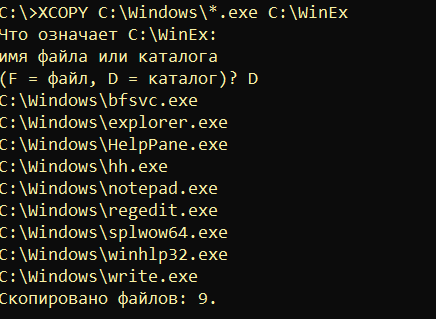 C:\>XCOPY C:\Windows\*.exe C:\WinEx
Что означает C:\WinEx:
имя файла или каталога
(F = файл, D = каталог)? D
C:\Windows\bfsvc.exe
C:\Windows\explorer.exe
C:\Windows\HelpPane.exe
C:\Windows\hh.exe
C:\Windows\notepad.exe
C:\Windows\regedit.exe
C:\Windows\splwow64.exe
C:\Windows\winhlp32.exe
C:\Windows\write.exe
Скопировано файлов: 9.